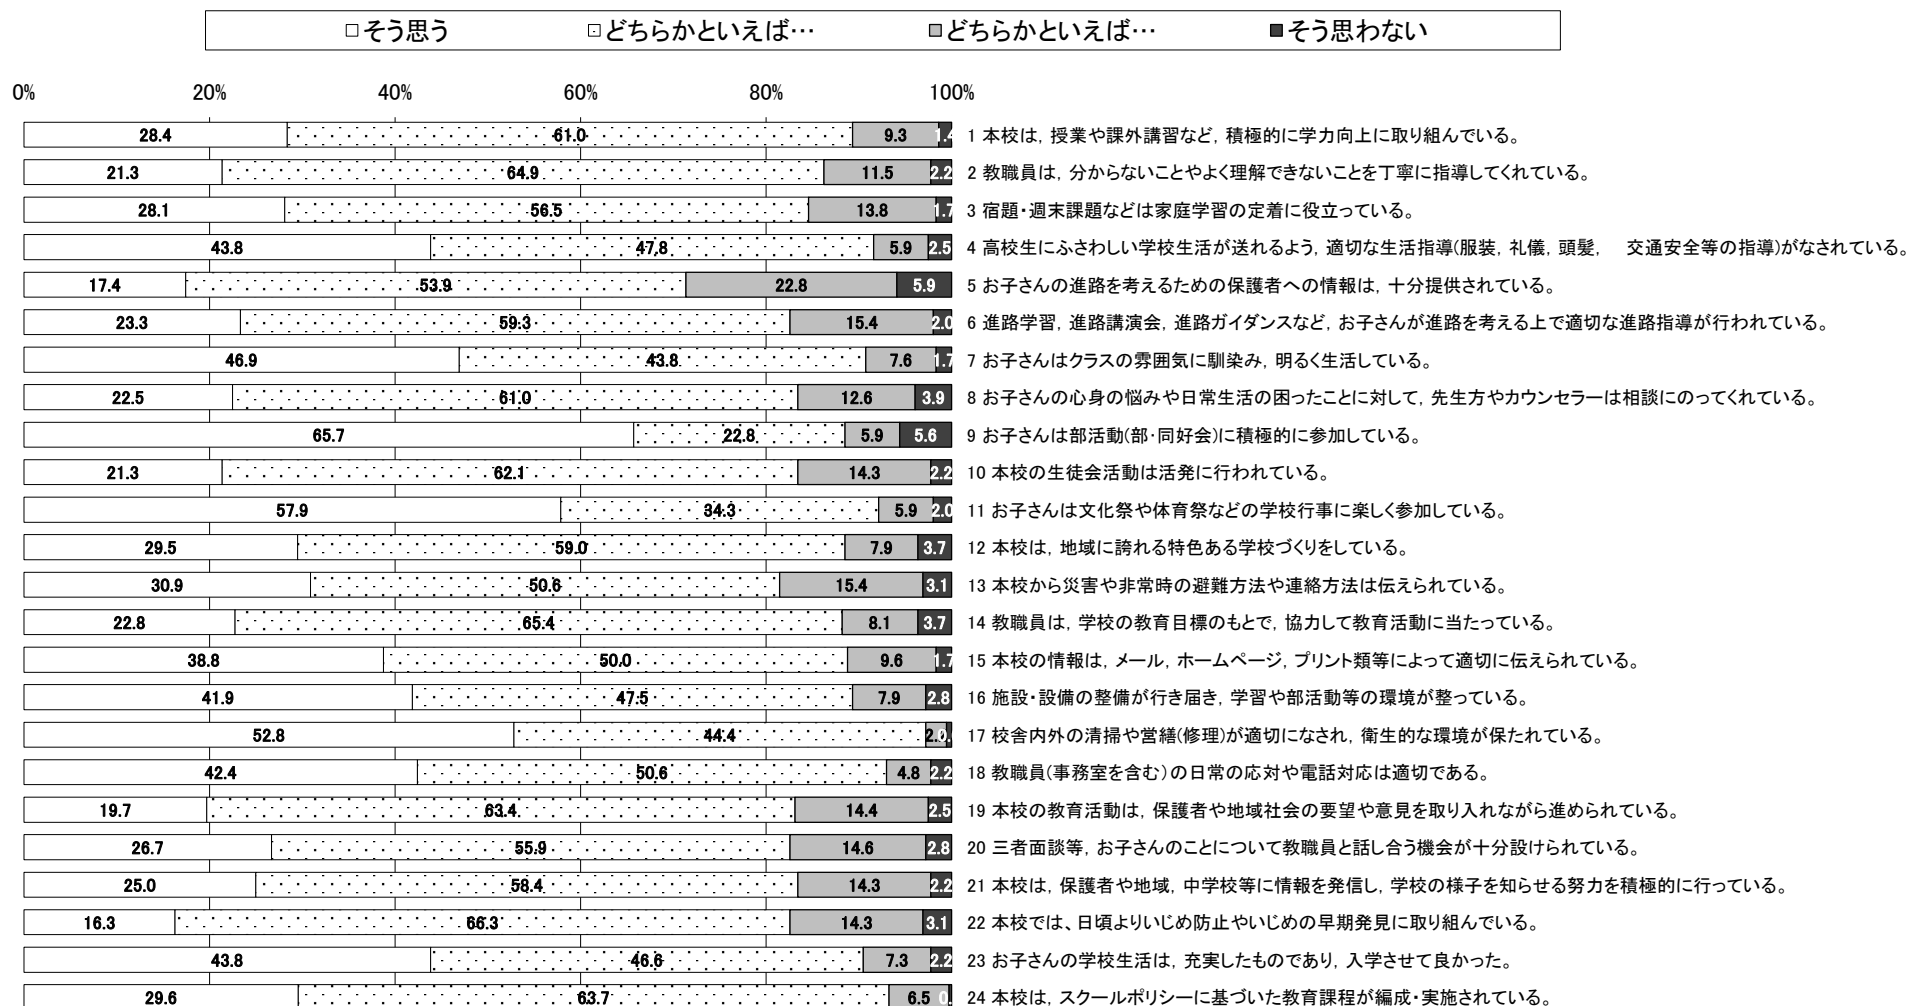 そう思う どちらかといえば… どちらかといえば… そう思わない
0% 20% 40% 60% 80% 100%
28.4 61.0 9.3 1.4 1 本校は，授業や課外講習など，積極的に学力向上に取り組んでいる。
21.3 64.9 11.5 2.2 2 教職員は，分からないことやよく理解できないことを丁寧に指導してくれている。
28.1 56.5 13.8 1.7 3 宿題・週末課題などは家庭学習の定着に役立っている。
43.8 47.8 5.9 2.5 4 高校生にふさわしい学校生活が送れるよう，適切な生活指導(服装，礼儀，頭髪，　交通安全等の指導)がなされている。
17.4 53.9 22.8 5.9 5 お子さんの進路を考えるための保護者への情報は，十分提供されている。
23.3 59.3 15.4 2.0 6 進路学習，進路講演会，進路ガイダンスなど，お子さんが進路を考える上で適切な進路指導が行われている。
46.9 43.8 7.6 1.7 7 お子さんはクラスの雰囲気に馴染み，明るく生活している。
22.5 61.0 12.6 3.9 8 お子さんの心身の悩みや日常生活の困ったことに対して，先生方やカウンセラーは相談にのってくれている。
65.7 22.8 5.9 5.6 9 お子さんは部活動(部・同好会)に積極的に参加している。
21.3 62.1 14.3 2.2 10 本校の生徒会活動は活発に行われている。
57.9 34.3 5.9 2.0 11 お子さんは文化祭や体育祭などの学校行事に楽しく参加している。
29.5 59.0 7.9 3.7 12 本校は，地域に誇れる特色ある学校づくりをしている。
30.9 50.6 15.4 3.1 13 本校から災害や非常時の避難方法や連絡方法は伝えられている。
22.8 65.4 8.1 3.7 14 教職員は，学校の教育目標のもとで，協力して教育活動に当たっている。
38.8 50.0 9.6 1.7 15 本校の情報は，メール，ホームページ，プリント類等によって適切に伝えられている。
41.9 47.5 7.9 2.8 16 施設・設備の整備が行き届き，学習や部活動等の環境が整っている。
52.8 44.4 2.0 17 校舎内外の清掃や営繕(修理)が適切になされ，衛生的な環境が保たれている。
42.4 50.6 4.8 2.2 18 教職員(事務室を含む)の日常の応対や電話対応は適切である。
19.7 63.4 14.4 2.5 19 本校の教育活動は，保護者や地域社会の要望や意見を取り入れながら進められている。
26.7 55.9 14.6 2.8 20 三者面談等，お子さんのことについて教職員と話し合う機会が十分設けられている。
25.0 58.4 14.3 2.2 21 本校は，保護者や地域，中学校等に情報を発信し，学校の様子を知らせる努力を積極的に行っている。
16.3 66.3 14.3 3.1 22 本校では、日頃よりいじめ防止やいじめの早期発見に取り組んでいる。
43.8 46.6 7.3 2.2 23 お子さんの学校生活は，充実したものであり，入学させて良かった。
29.6 63.7 6.5 24 本校は，スクールポリシーに基づいた教育課程が編成・実施されている。